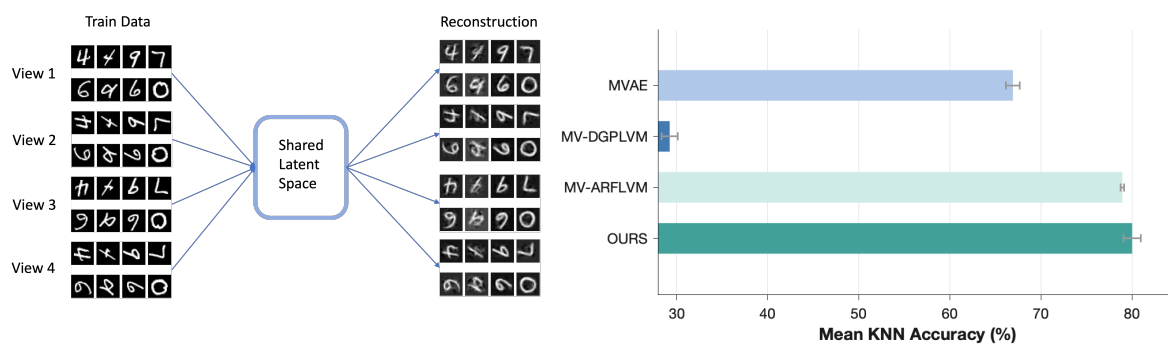 Train Data
Reconstruction
View 1
View 2
View 3
View 4
Shared
Latent
Space
MVAE
MV-DGPLVM
MV-ARFLVM
OURS
30 40 50 60 70 80
Mean KNN Accuracy (%)